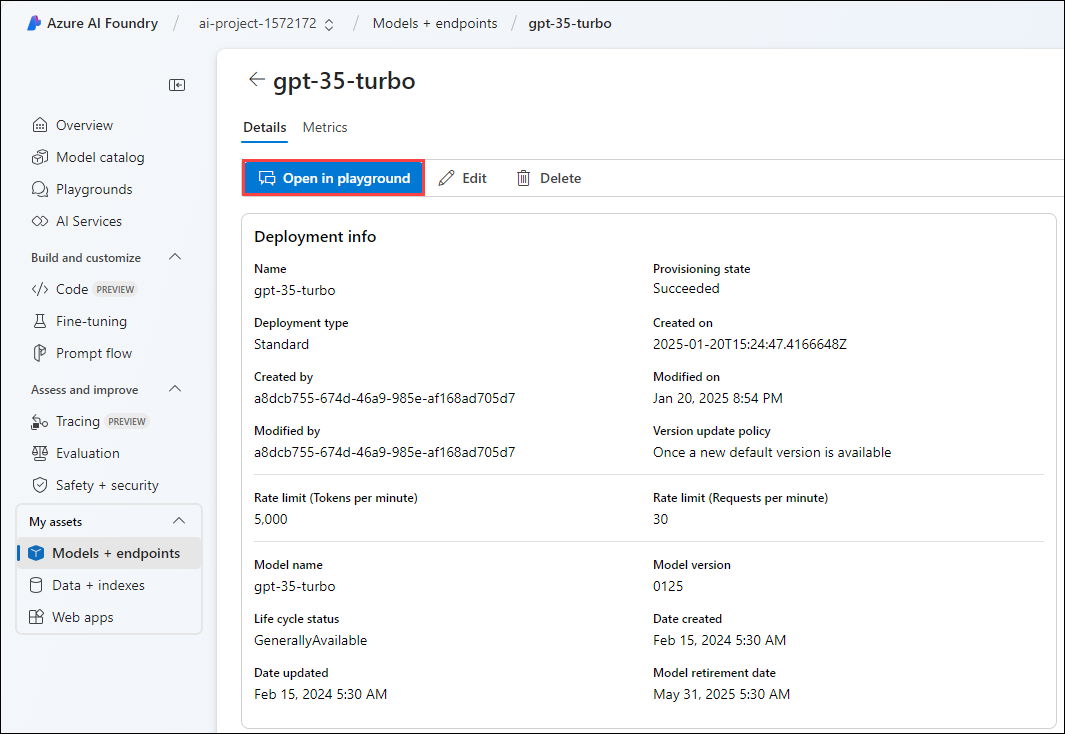 Azure AI Foundry / ai-project-1572172 / Models + endpoints / gpt-35-turbo
gpt-35-turbo
Details Metrics
Open in playground Edit Delete
Overview
Model catalog
Playgrounds
AI Services
Build and customize
Code PREVIEW
Fine-tuning
Prompt flow
Assess and improve
Tracing PREVIEW
Evaluation
Safety + security
My assets
Models + endpoints
Data + indexes
Web apps
Deployment info
Name
gpt-35-turbo
Provisioning state
Succeeded
Deployment type
Standard
Created on
2025-01-20T15:24:47.4166648Z
Created by
a8dcb755-674d-46a9-985e-af168ad705d7
Modified on
Jan 20, 2025 8:54 PM
Modified by
a8dcb755-674d-46a9-985e-af168ad705d7
Version update policy
Once a new default version is available
Rate limit (Tokens per minute)
5,000
Rate limit (Requests per minute)
30
Model name
gpt-35-turbo
Model version
0125
Life cycle status
GenerallyAvailable
Date created
Feb 15, 2024 5:30 AM
Date updated
Feb 15, 2024 5:30 AM
Model retirement date
May 31, 2025 5:30 AM